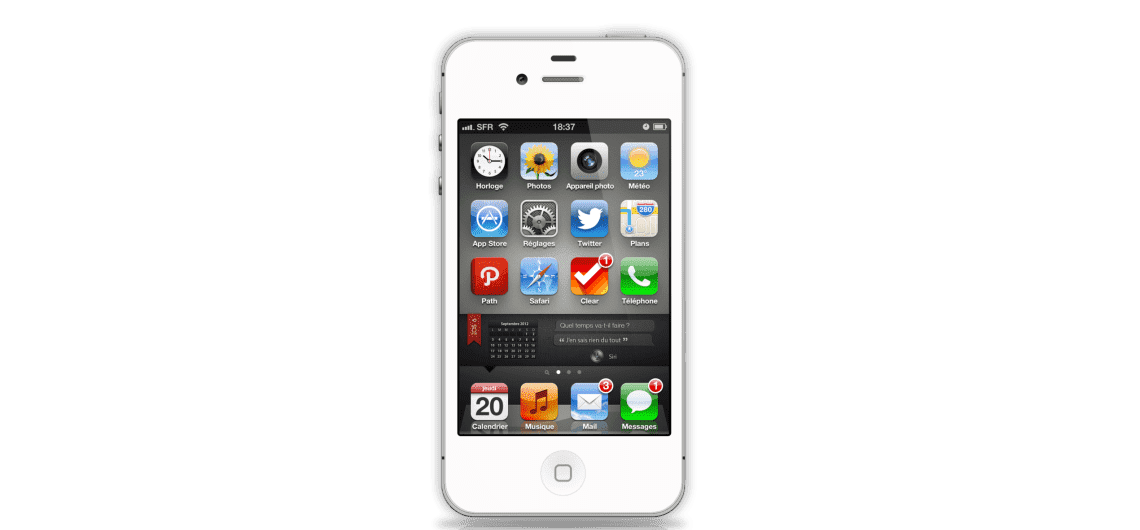 SFR 18:37
Horloge Photos Appareil photo Météo
23°
280
App Store Réglages Twitter Plans
1
Path Safari Clear Téléphone
Septembre 2012
Quel temps va t-il faire ?
“ J'en sais rien du tout ”
Siri
jeudi 3 1
20
Calendrier Musique Mail Messages